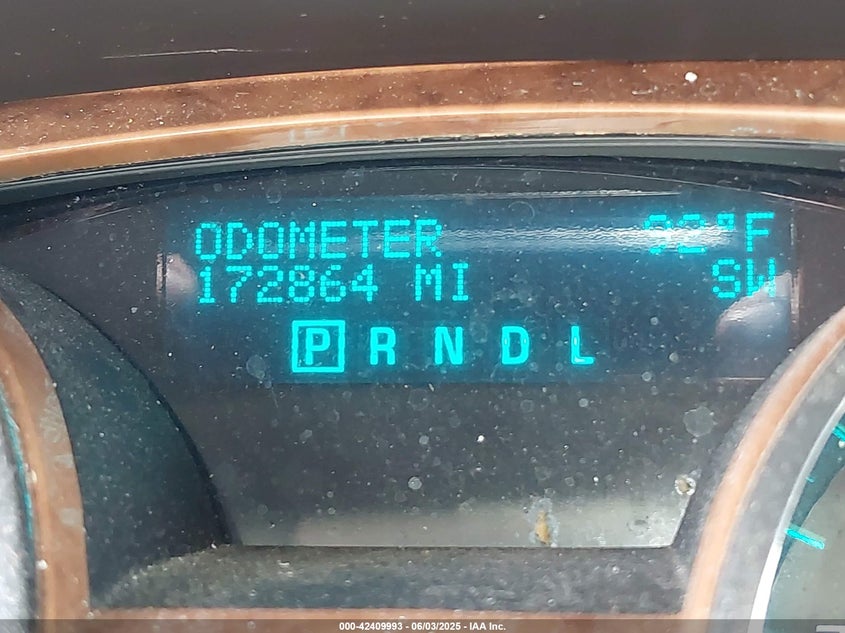 ODOMETER
172864 MI SW
P R N D L
000-42409993 - 06/03/2025 - IAA Inc.